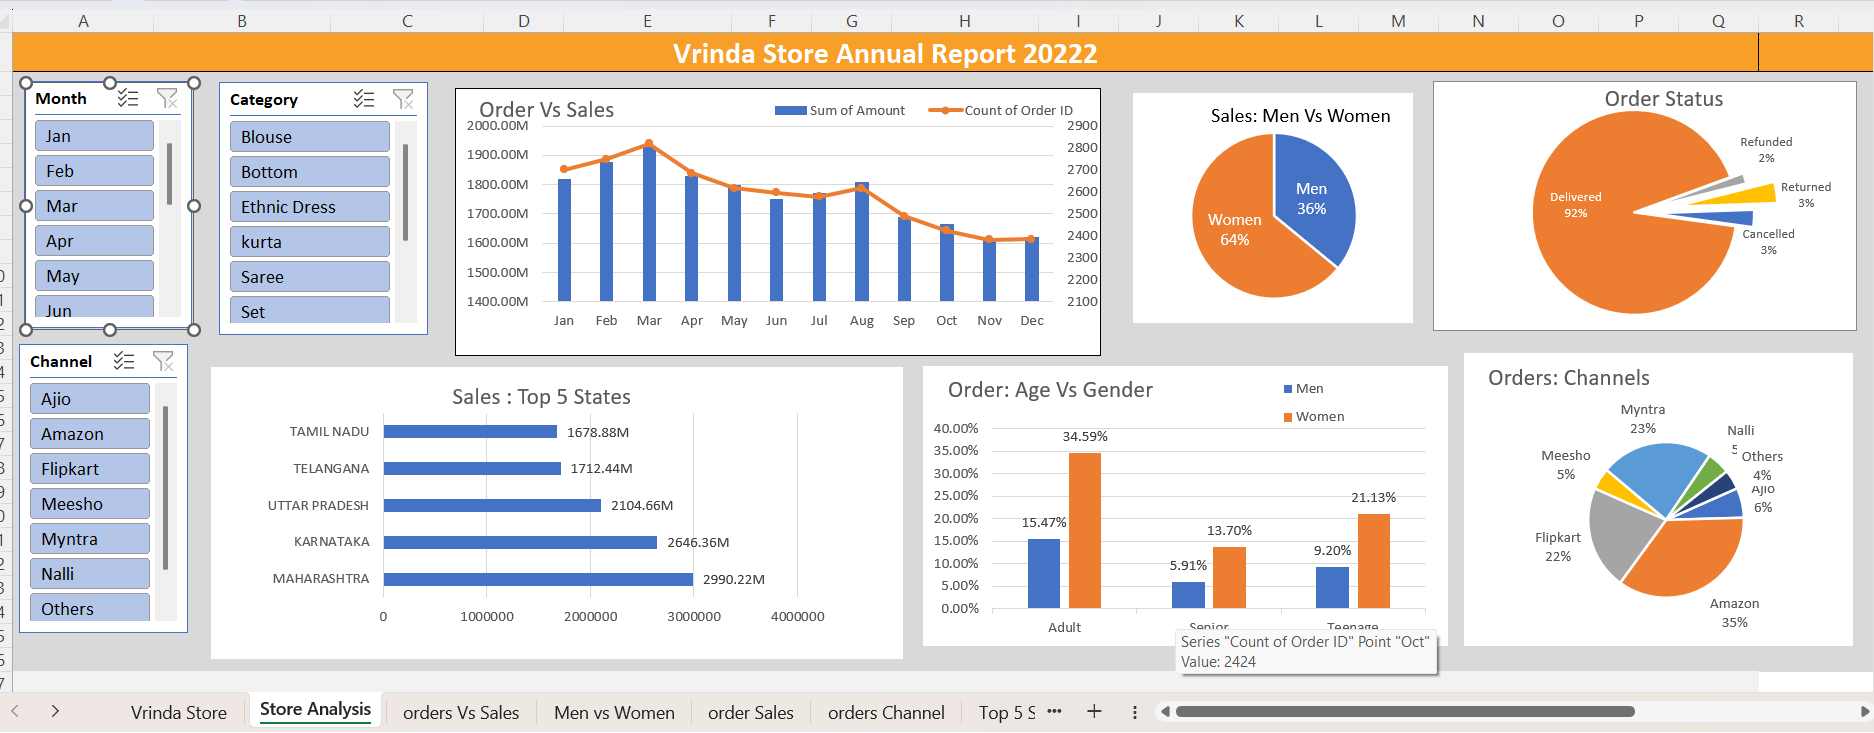 A B C D E F G H I J K L M N O P Q R
Vrinda Store Annual Report 20222
Month
Jan
Feb
Mar
Apr
May
Jun
Category
Blouse
Bottom
Ethnic Dress
kurta
Saree
Set
Channel
Ajio
Amazon
Flipkart
Meesho
Myntra
Nalli
Others
Order Vs Sales
Sum of Amount
Count of Order ID
2000.00M
1900.00M
1800.00M
1700.00M
1600.00M
1500.00M
1400.00M
2900
2800
2700
2600
2500
2400
2300
2200
2100
Jan Feb Mar Apr May Jun Jul Aug Sep Oct Nov Dec
Sales: Men Vs Women
Men
36%
Women
64%
Order Status
Refunded
2%
Returned
3%
Delivered
92%
Cancelled
3%
Sales : Top 5 States
TAMIL NADU 1678.88M
TELANGANA 1712.44M
UTTAR PRADESH 2104.66M
KARNATAKA 2646.36M
MAHARASHTRA 2990.22M
0 1000000 2000000 3000000 4000000
Order: Age Vs Gender
Men
Women
40.00%
35.00%
30.00%
25.00%
20.00%
15.00%
10.00%
5.00%
0.00%
34.59%
15.47%
13.70%
5.91%
21.13%
9.20%
Adult Senior Teenage
Series "Count of Order ID" Point "Oct"
Value: 2424
Orders: Channels
Myntra
23%
Nalli
5
Others
4%
Ajio
6%
Meesho
5%
Flipkart
22%
Amazon
35%
Vrinda Store Store Analysis orders Vs Sales Men vs Women order Sales orders Channel Top 5 S